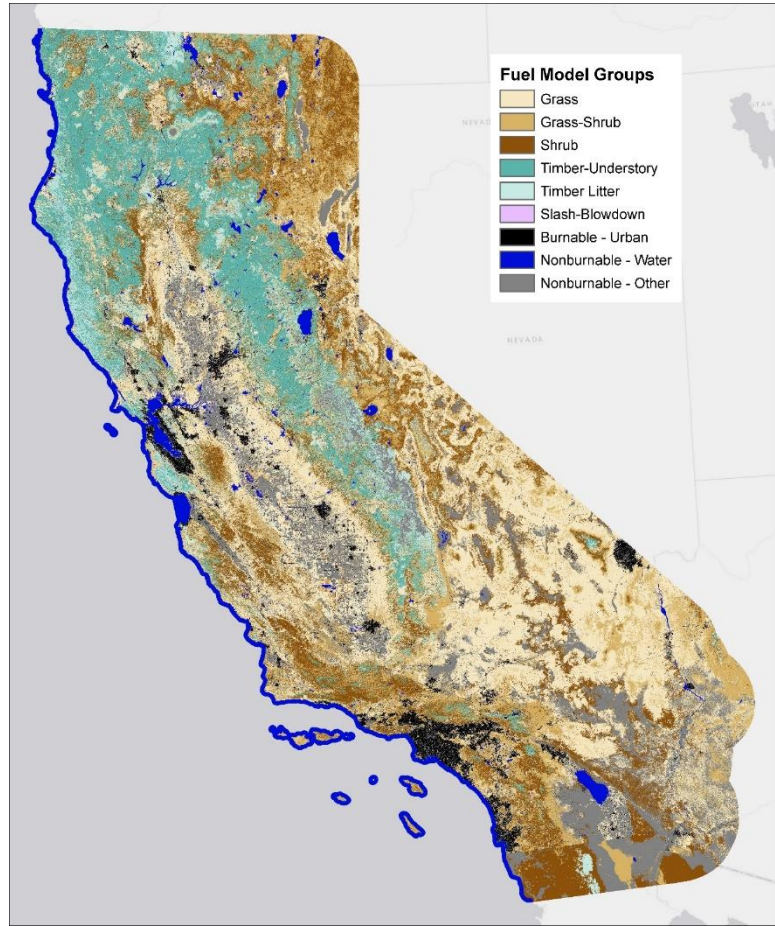 Fuel Model Groups
Grass
Grass-Shrub
Shrub
Timber-Understory
Timber Litter
Slash-Blowdown
Burnable - Urban
Nonburnable - Water
Nonburnable - Other
UTAH
NEVADA